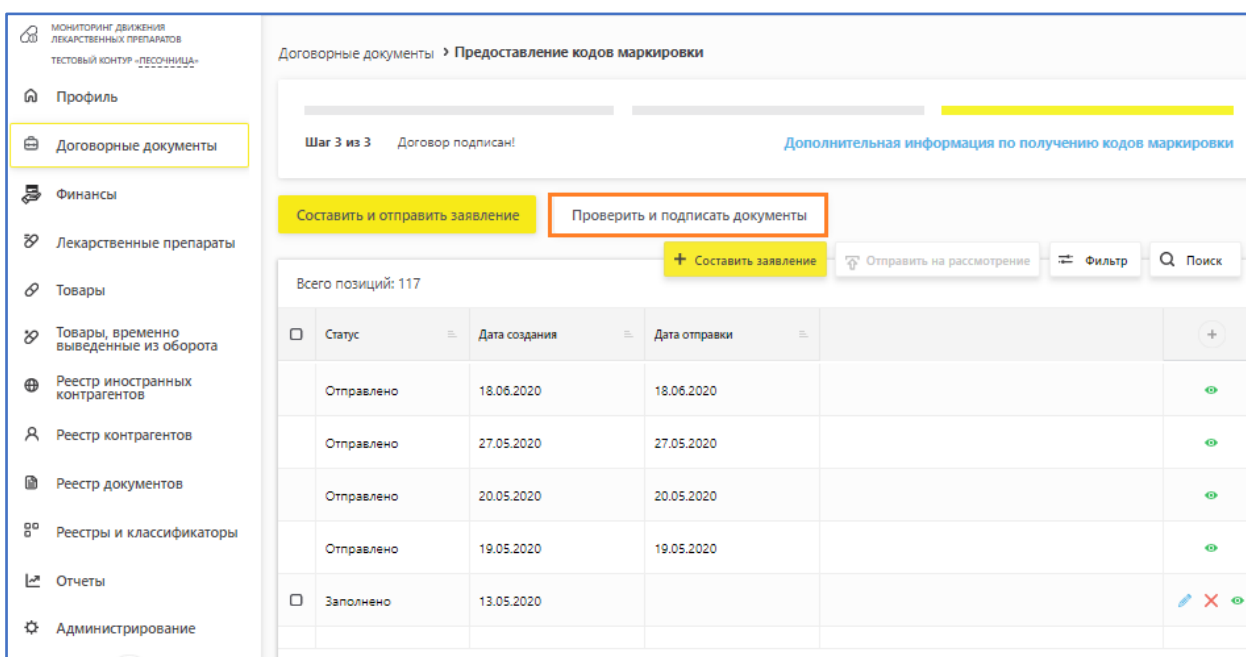 МОНИТОРИНГ ДВИЖЕНИЯ
ЛЕКАРСТВЕННЫХ ПРЕПАРАТОВ
ТЕСТОВЫЙ КОНТУР «ПЕСОЧНИЦА»
Профиль
Договорные документы
Финансы
Лекарственные препараты
Товары
Товары, временно
выведенные из оборота
Реестр иностранных
контрагентов
Реестр контрагентов
Реестр документов
Реестры и классификаторы
Отчеты
Администрирование
Договорные документы > Предоставление кодов маркировки
Шаг 3 из 3 Договор подписан! Дополнительная информация по получению кодов маркировки
Составить и отправить заявление Проверить и подписать документы
+ Составить заявление Отправить на рассмотрение Фильтр Поиск
Всего позиций: 117
Статус Дата создания Дата отправки +
Отправлено 18.06.2020 18.06.2020
Отправлено 27.05.2020 27.05.2020
Отправлено 20.05.2020 20.05.2020
Отправлено 19.05.2020 19.05.2020
Заполнено 13.05.2020